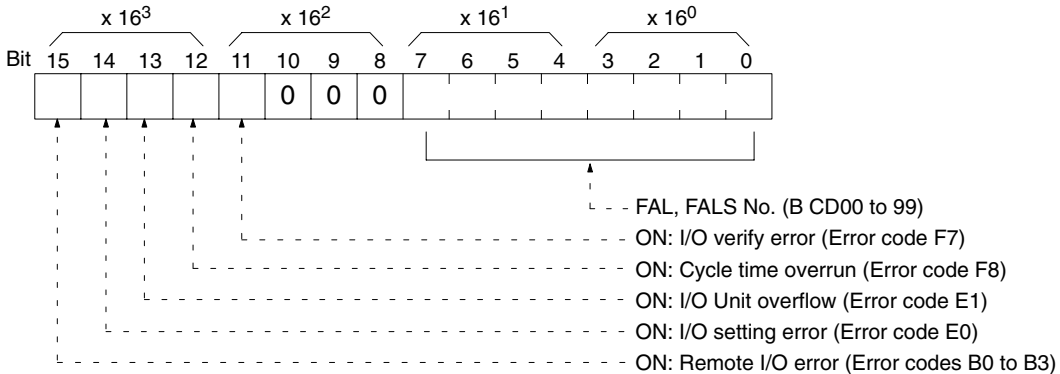 x 16³ x 16² x 16¹ x 16⁰
Bit 15 14 13 12 11 10 9 8 7 6 5 4 3 2 1 0
0 0 0
FAL, FALS No. (B CD00 to 99)
ON: I/O verify error (Error code F7)
ON: Cycle time overrun (Error code F8)
ON: I/O Unit overflow (Error code E1)
ON: I/O setting error (Error code E0)
ON: Remote I/O error (Error codes B0 to B3)